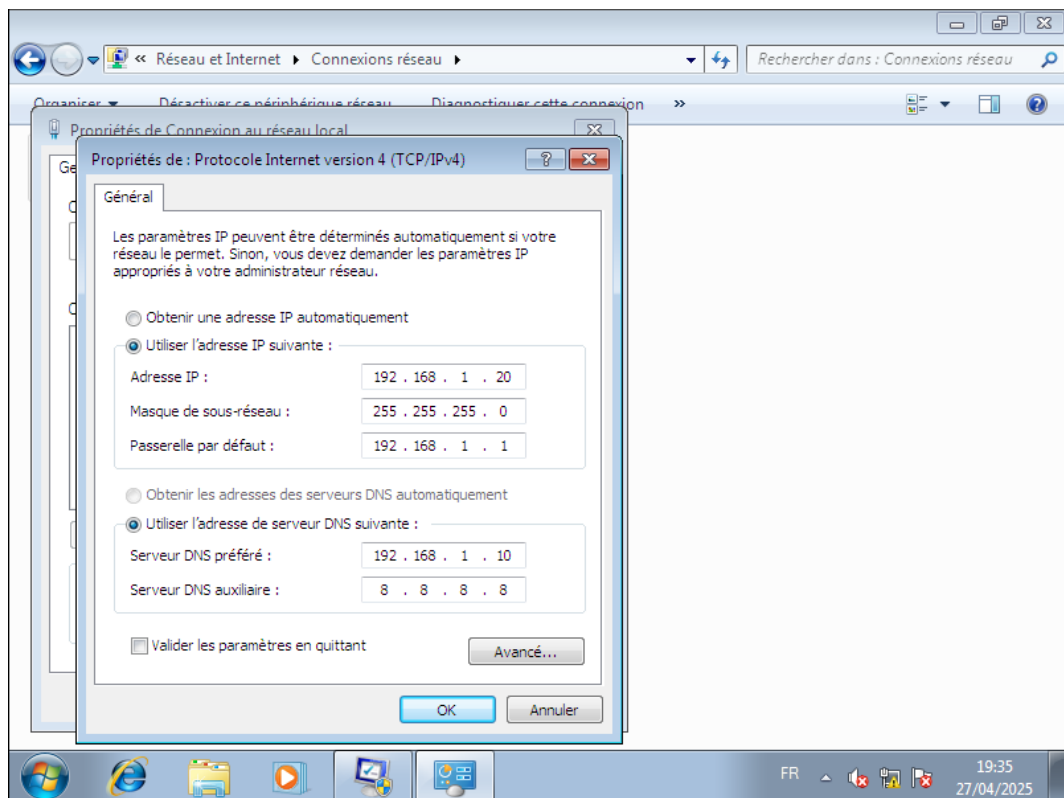 « Réseau et Internet ▸ Connexions réseau ▸
Rechercher dans : Connexions réseau
Organiser Désactiver ce périphérique réseau Diagnostiquer cette connexion »
Propriétés de Connexion au réseau local
Propriétés de : Protocole Internet version 4 (TCP/IPv4)
Général
Les paramètres IP peuvent être déterminés automatiquement si votre
réseau le permet. Sinon, vous devez demander les paramètres IP
appropriés à votre administrateur réseau.
Obtenir une adresse IP automatiquement
Utiliser l'adresse IP suivante :
Adresse IP : 192 . 168 . 1 . 20
Masque de sous-réseau : 255 . 255 . 255 . 0
Passerelle par défaut : 192 . 168 . 1 . 1
Obtenir les adresses des serveurs DNS automatiquement
Utiliser l'adresse de serveur DNS suivante :
Serveur DNS préféré : 192 . 168 . 1 . 10
Serveur DNS auxiliaire : 8 . 8 . 8 . 8
Valider les paramètres en quittant
Avancé...
OK Annuler
FR
19:35
27/04/2025